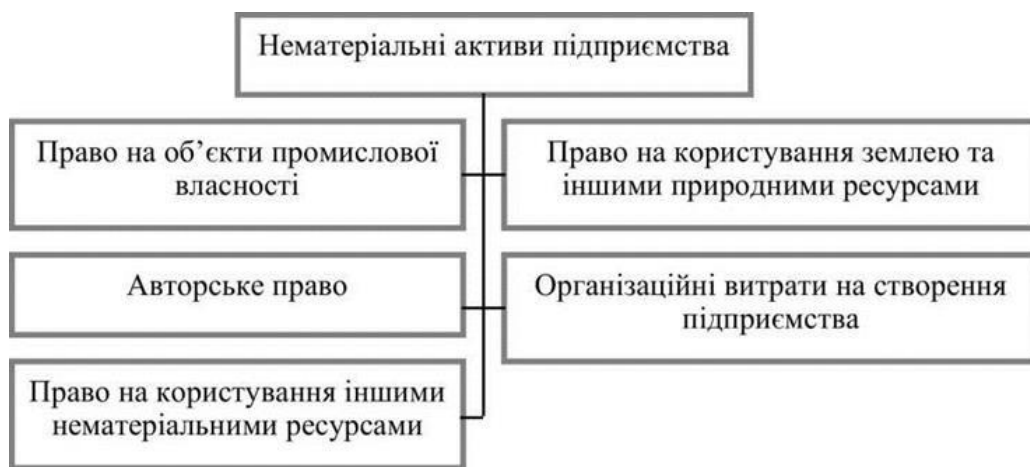 Нематеріальні активи підприємства
Право на об’єкти промислової
власності
Право на користування землею та
іншими природними ресурсами
Авторське право
Організаційні витрати на створення
підприємства
Право на користування іншими
нематеріальними ресурсами